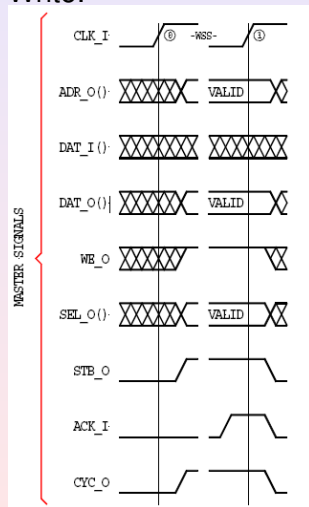 Write:
CLK_I
0 -WSS- 1
ADR_O() VALID
DAT_I()
DAT_O() VALID
WE_O
SEL_O() VALID
STB_O
ACK_I
CYC_O
MASTER SIGNALS